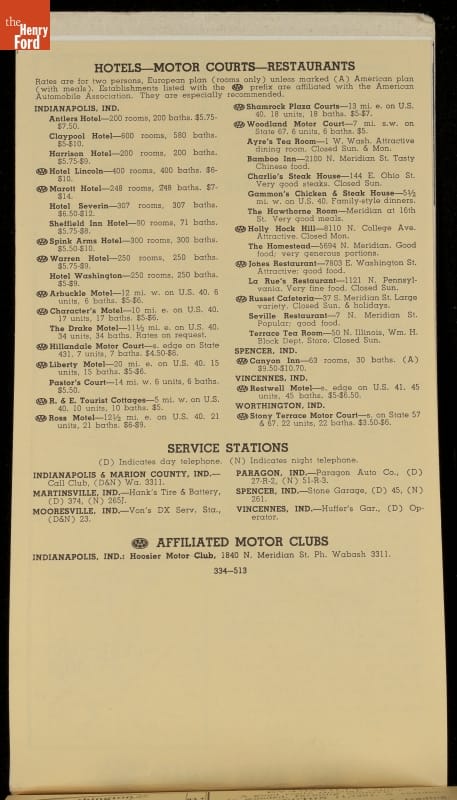 the
Henry
Ford
HOTELS—MOTOR COURTS—RESTAURANTS
Rates are for two persons, European plan (rooms only) unless marked (A) American plan
(with meals). Establishments listed with the AAA prefix are affiliated with the American
Automobile Association. They are especially recommended.
INDIANAPOLIS, IND.
Antlers Hotel—200 rooms, 200 baths. $5.75-
$7.50.
Claypool Hotel—600 rooms, 580 baths.
$5-$10.
Harrison Hotel—200 rooms, 200 baths.
$5.75-$9.
AAA Hotel Lincoln—400 rooms, 400 baths. $6-
$10.
AAA Marott Hotel—248 rooms, 248 baths. $7-
$14.
Hotel Severin—307 rooms, 307 baths.
$6.50-$12.
Sheffield Inn Hotel—80 rooms, 71 baths.
$5.75-$8.
AAA Spink Arms Hotel—300 rooms, 300 baths.
$5.50-$10.
AAA Warren Hotel—250 rooms, 250 baths.
$5.75-$9.
Hotel Washington—250 rooms, 250 baths.
$5-$9.
AAA Arbuckle Motel—12 mi. w. on U.S. 40. 6
units, 6 baths. $5-$6.
AAA Character's Motel—10 mi. e. on U.S. 40.
17 units, 17 baths. $5-$6.
The Drake Motel—11½ mi. e. on U.S. 40.
34 units, 34 baths. Rates on request.
AAA Hillandale Motor Court—s. edge on State
431. 7 units, 7 baths. $4.50-$8.
AAA Liberty Motel—20 mi. e. on U.S. 40. 15
units, 15 baths. $5-$6.
Pastor's Court—14 mi. w. 6 units, 6 baths.
$5.50.
AAA R. & E. Tourist Cottages—5 mi. w. on U.S.
40. 10 units, 10 baths. $5.
AAA Ross Motel—12½ mi. e. on U.S. 40. 21
units, 21 baths. $6-$9.
AAA Shamrock Plaza Courts—13 mi. e. on U.S.
40. 18 units, 18 baths. $5-$7.
AAA Woodland Motor Court—7 mi. s.w. on
State 67. 6 units, 6 baths. $5.
Ayre's Tea Room—1 W. Wash. Attractive
dining room. Closed Sun. & Mon.
Bamboo Inn—2100 N. Meridian St. Tasty
Chinese food.
Charlie's Steak House—144 E. Ohio St.
Very good steaks. Closed Sun.
Gammon's Chicken & Steak House—5½
mi. w. on U.S. 40. Family-style dinners.
The Hawthorne Room—Meridian at 16th
St. Very good meals.
AAA Holly Hock Hill—8110 N. College Ave.
Attractive. Closed Mon.
The Homestead—5694 N. Meridian. Good
food; very generous portions.
AAA Jones Restaurant—7803 E. Washington St.
Attractive; good food.
La Rue's Restaurant—1121 N. Pennsyl-
vania. Very fine food. Closed Sun.
AAA Russet Cafeteria—37 S. Meridian St. Large
variety. Closed Sun. & holidays.
Seville Restaurant—7 N. Meridian St.
Popular; good food.
Terrace Tea Room—50 N. Illinois, Wm. H.
Block Dept. Store. Closed Sun.
SPENCER, IND.
AAA Canyon Inn—63 rooms, 30 baths. (A)
$9.50-$10.70.
VINCENNES, IND.
AAA Restwell Motel—s. edge on U.S. 41. 45
units, 45 baths. $5-$6.50.
WORTHINGTON, IND.
AAA Stony Terrace Motor Court—s. on State 57
& 67. 22 units, 22 baths. $3.50-$6.
SERVICE STATIONS
(D) Indicates day telephone. (N) Indicates night telephone.
INDIANAPOLIS & MARION COUNTY, IND.—
Call Club, (D&N) Wa. 3311.
MARTINSVILLE, IND.—Hank's Tire & Battery,
(D) 374, (N) 265J.
MOORESVILLE, IND.—Von's DX Serv. Sta.,
(D&N) 23.
PARAGON, IND.—Paragon Auto Co., (D)
27-R-2, (N) 51-R-3.
SPENCER, IND.—Stone Garage, (D) 45, (N)
261.
VINCENNES, IND.—Huffer's Gar., (D) Op-
erator.
AAA AFFILIATED MOTOR CLUBS
INDIANAPOLIS, IND.: Hoosier Motor Club, 1840 N. Meridian St. Ph. Wabash 3311.
334—513